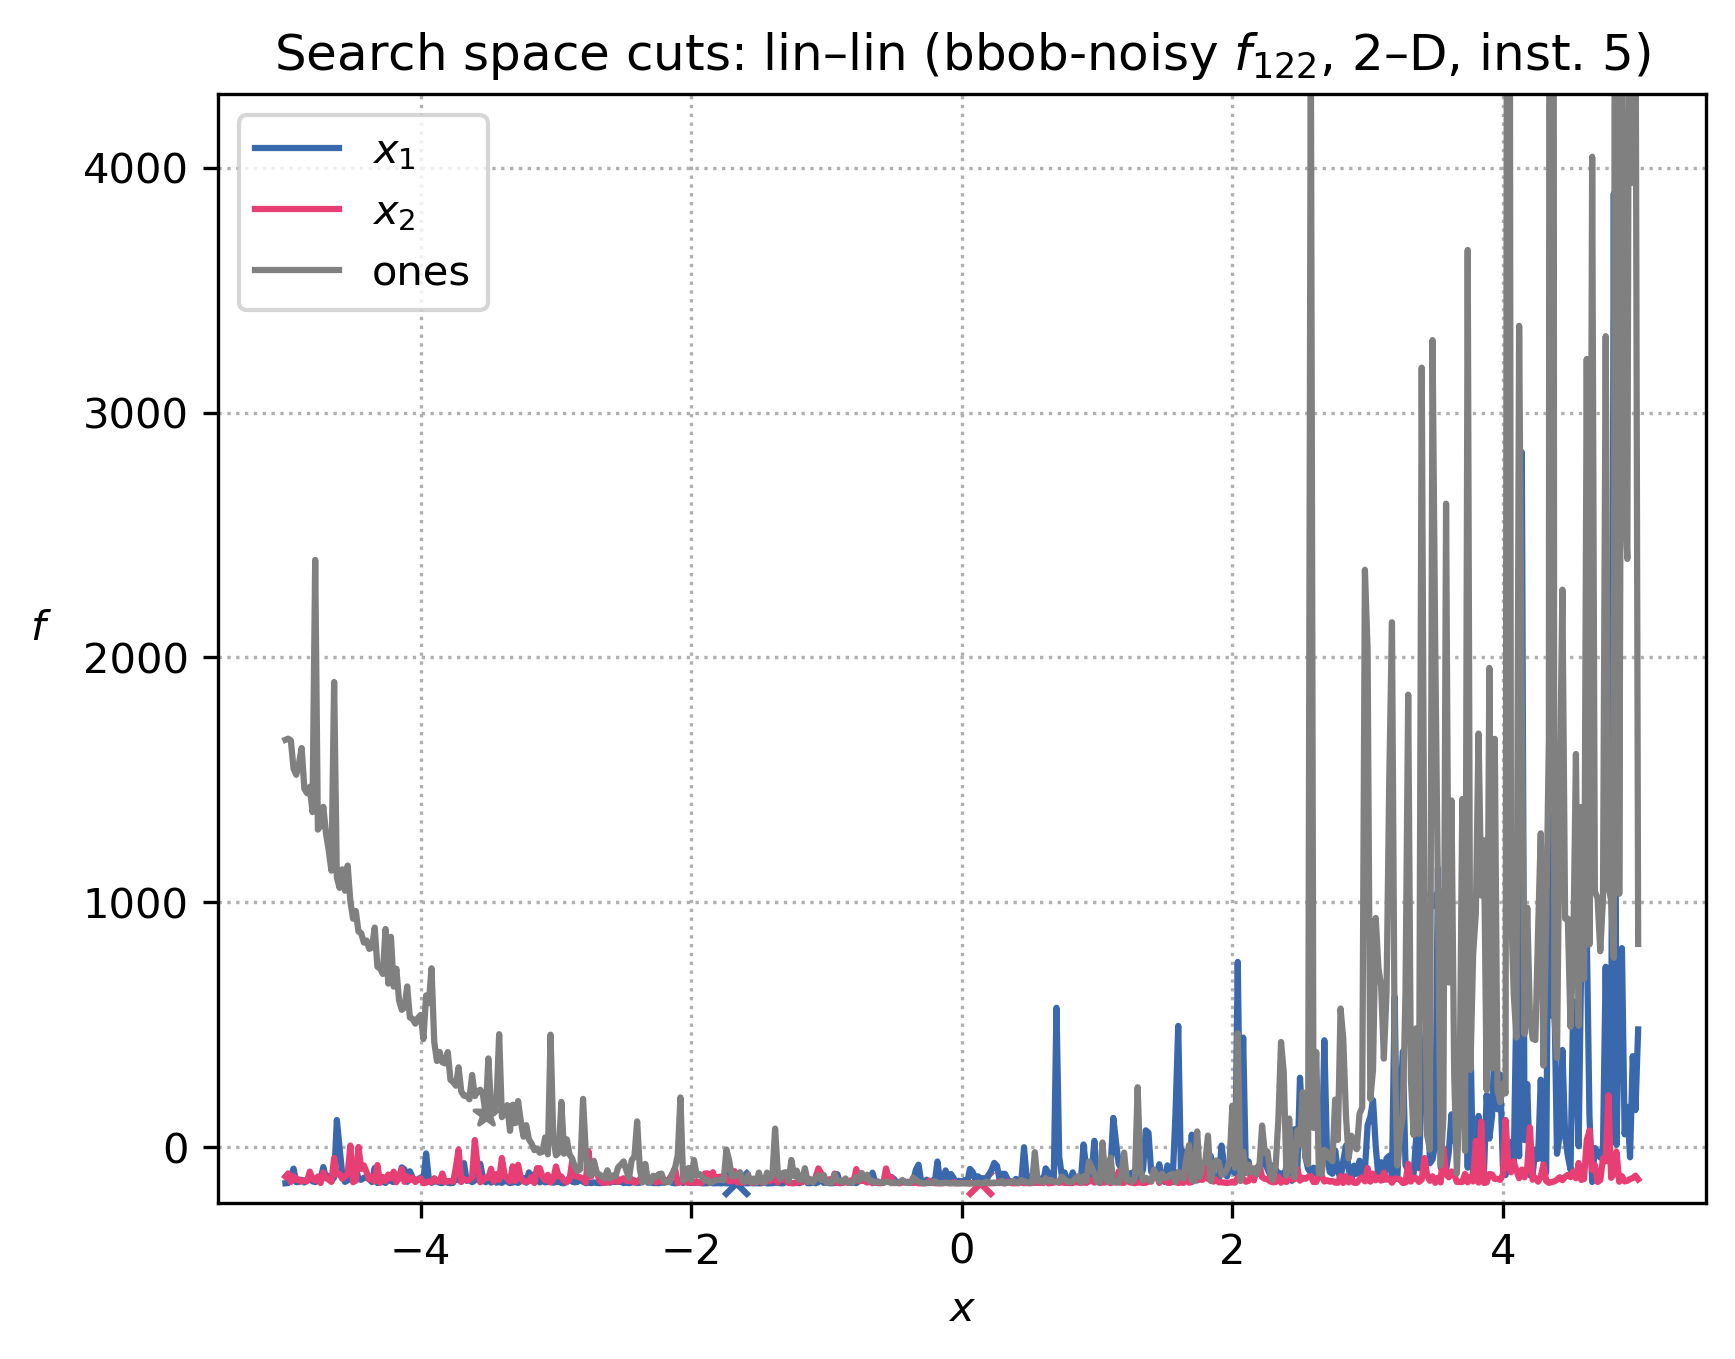 Search space cuts: lin–lin (bbob-noisy f₁₂₂, 2–D, inst. 5)
x₁
x₂
ones
4000
3000
2000
1000
0
f
−4 −2 0 2 4
x